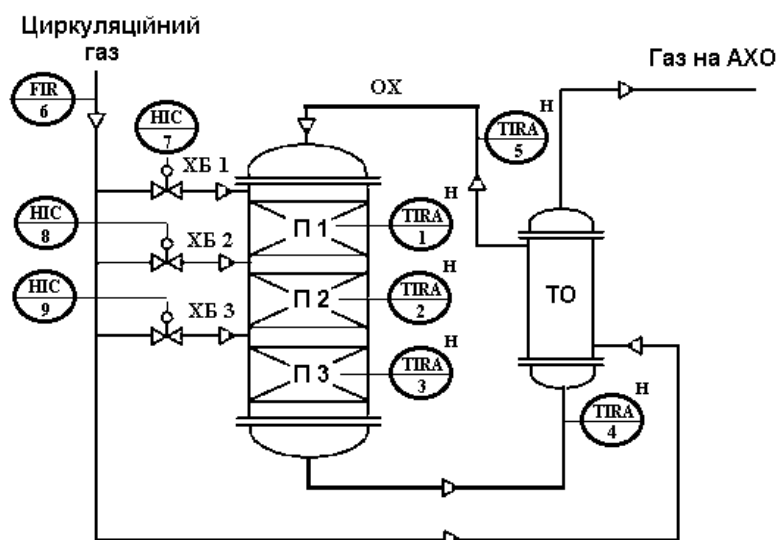 Циркуляційний
газ
Газ на АХО
FIR
6
HIC
7
ХБ 1
ОХ
H
TIRA
5
HIC
8
ХБ 2
П 1
H
TIRA
1
HIC
9
ХБ 3
П 2
H
TIRA
2
ТО
П 3
H
TIRA
3
H
TIRA
4